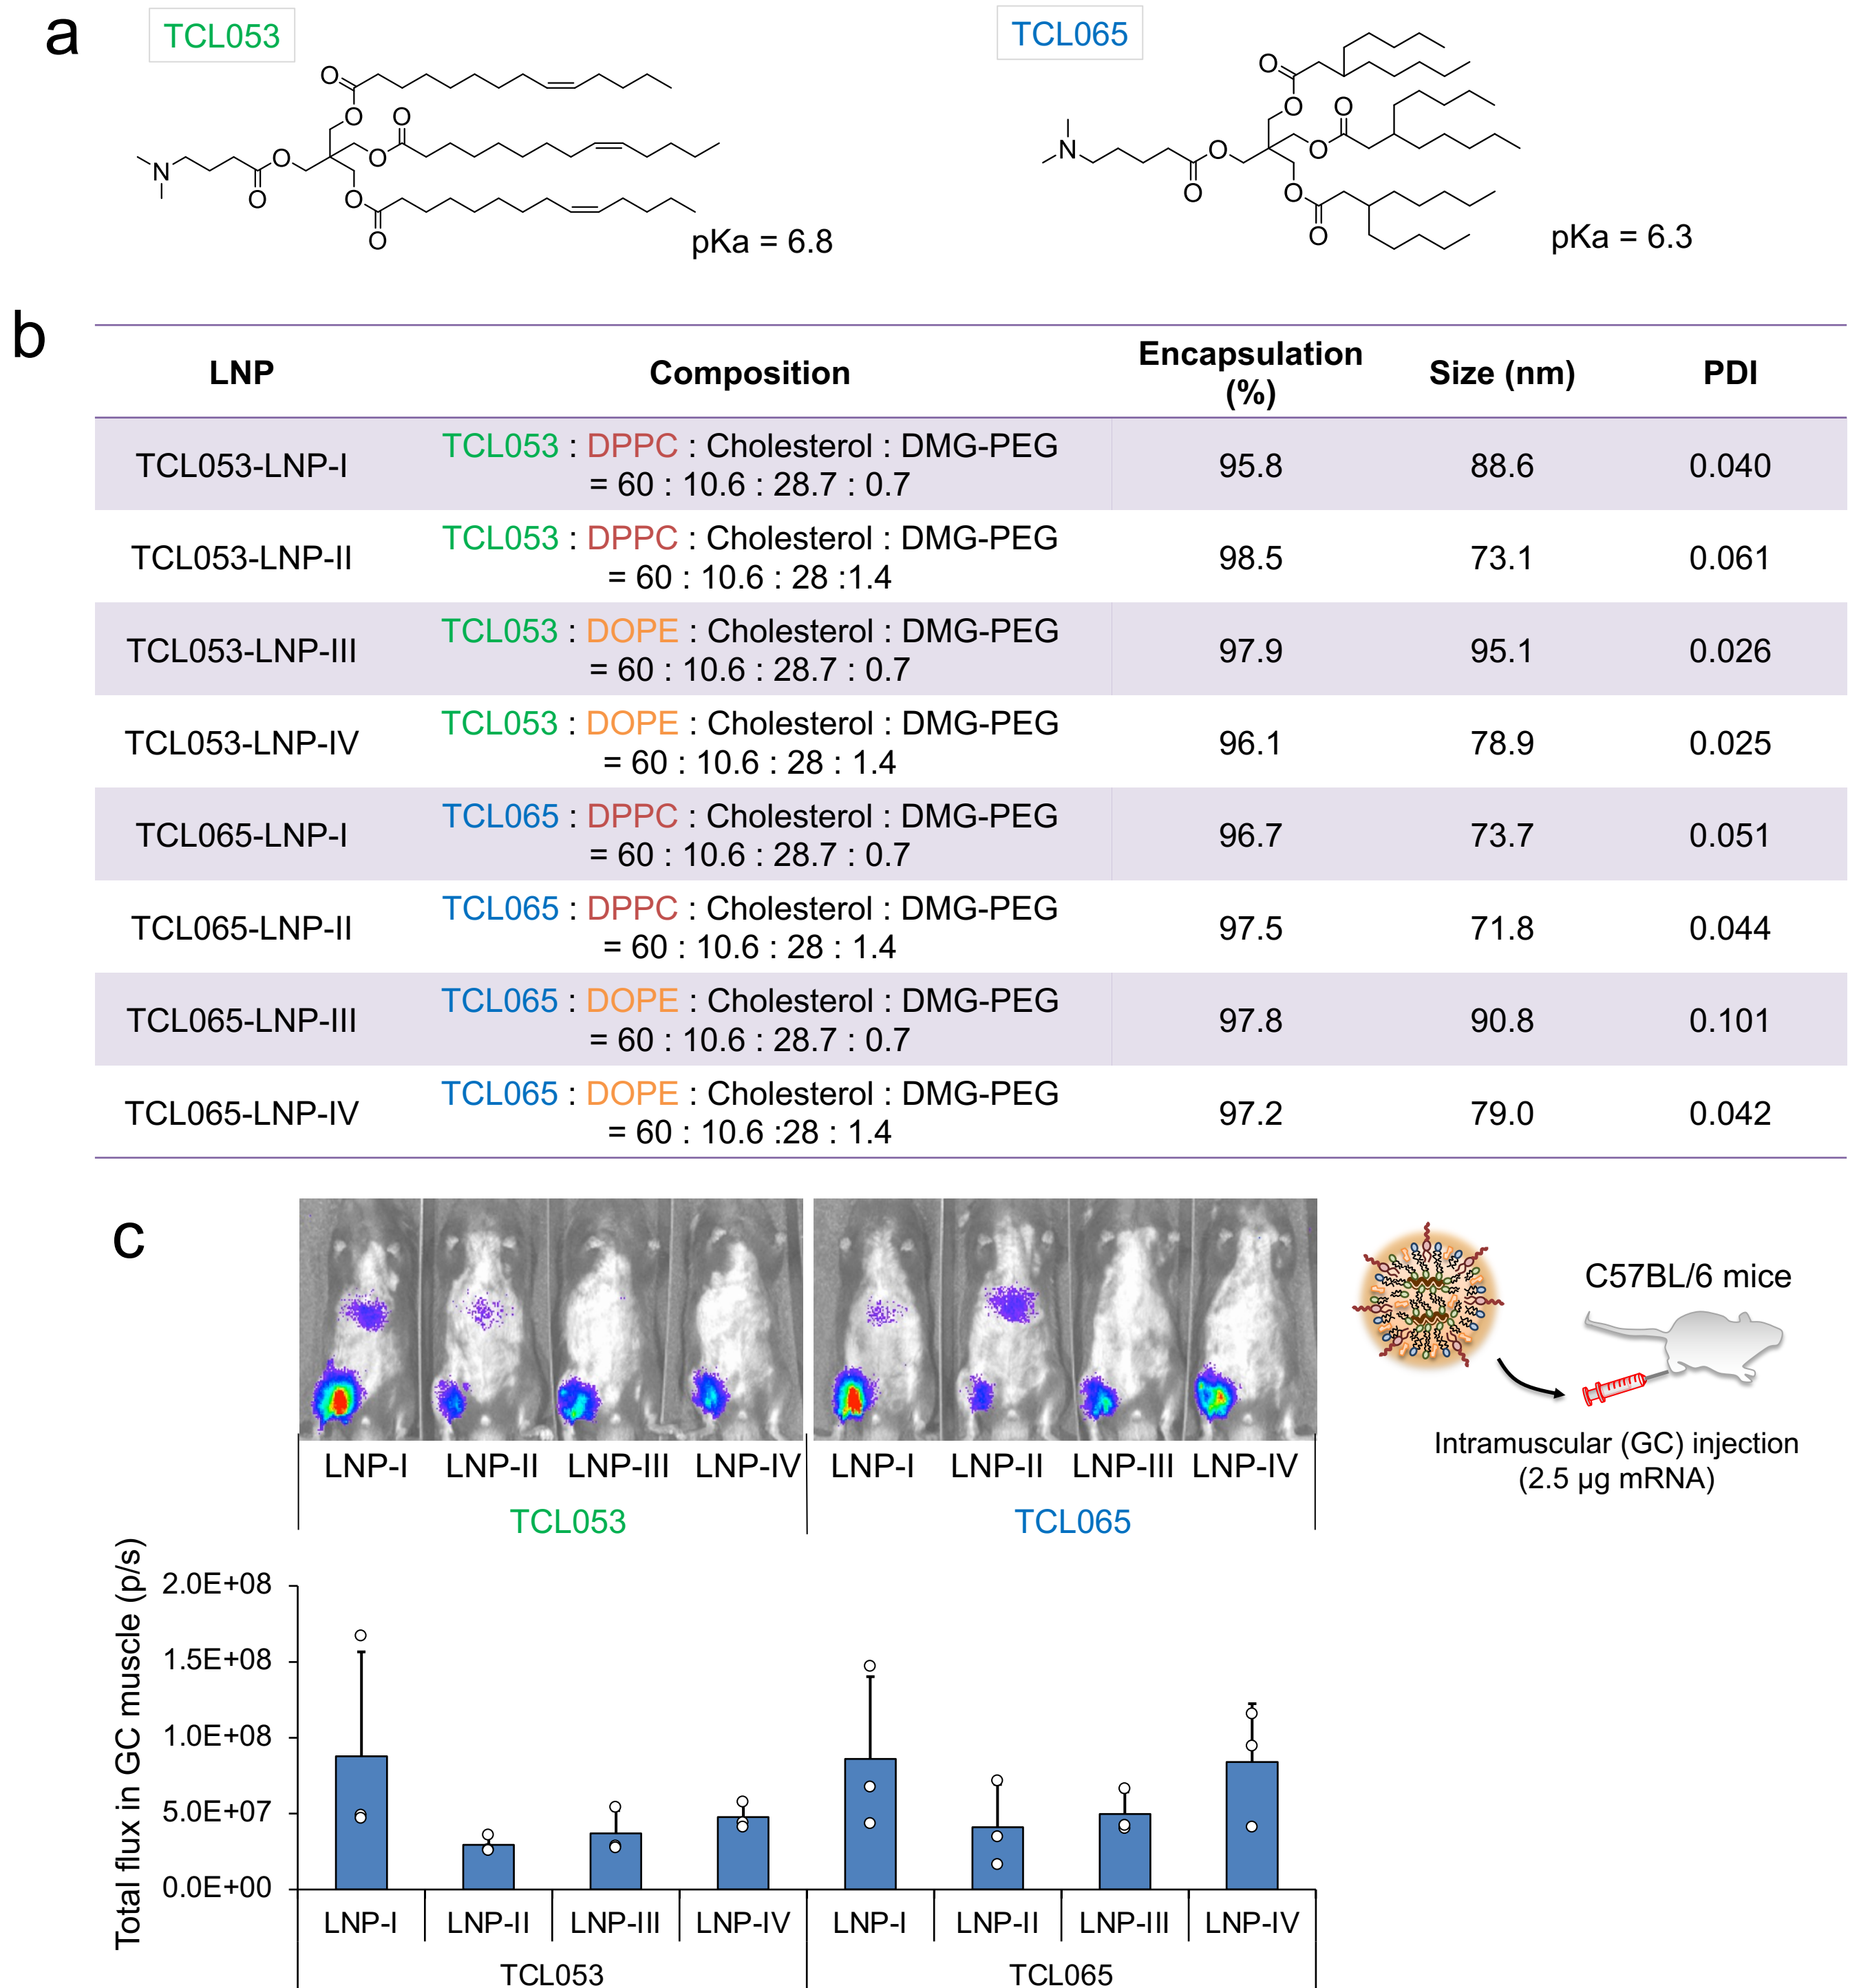 a
TCL053
TCL065
O
O
O
O
N
O
O
O
O
pKa = 6.8
O
O
O
N
O
O
O
O
O
pKa = 6.3
b
LNP
Composition
Encapsulation
(%)
Size (nm)
PDI
TCL053-LNP-I
TCL053 : DPPC : Cholesterol : DMG-PEG
= 60 : 10.6 : 28.7 : 0.7
95.8
88.6
0.040
TCL053-LNP-II
TCL053 : DPPC : Cholesterol : DMG-PEG
= 60 : 10.6 : 28 :1.4
98.5
73.1
0.061
TCL053-LNP-III
TCL053 : DOPE : Cholesterol : DMG-PEG
= 60 : 10.6 : 28.7 : 0.7
97.9
95.1
0.026
TCL053-LNP-IV
TCL053 : DOPE : Cholesterol : DMG-PEG
= 60 : 10.6 : 28 : 1.4
96.1
78.9
0.025
TCL065-LNP-I
TCL065 : DPPC : Cholesterol : DMG-PEG
= 60 : 10.6 : 28.7 : 0.7
96.7
73.7
0.051
TCL065-LNP-II
TCL065 : DPPC : Cholesterol : DMG-PEG
= 60 : 10.6 : 28 : 1.4
97.5
71.8
0.044
TCL065-LNP-III
TCL065 : DOPE : Cholesterol : DMG-PEG
= 60 : 10.6 : 28.7 : 0.7
97.8
90.8
0.101
TCL065-LNP-IV
TCL065 : DOPE : Cholesterol : DMG-PEG
= 60 : 10.6 :28 : 1.4
97.2
79.0
0.042
c
LNP-I
LNP-II
LNP-III
LNP-IV
LNP-I
LNP-II
LNP-III
LNP-IV
TCL053
TCL065
C57BL/6 mice
Intramuscular (GC) injection
(2.5 µg mRNA)
Total flux in GC muscle (p/s)
2.0E+08
1.5E+08
1.0E+08
5.0E+07
0.0E+00
LNP-I
LNP-II
LNP-III
LNP-IV
LNP-I
LNP-II
LNP-III
LNP-IV
TCL053
TCL065